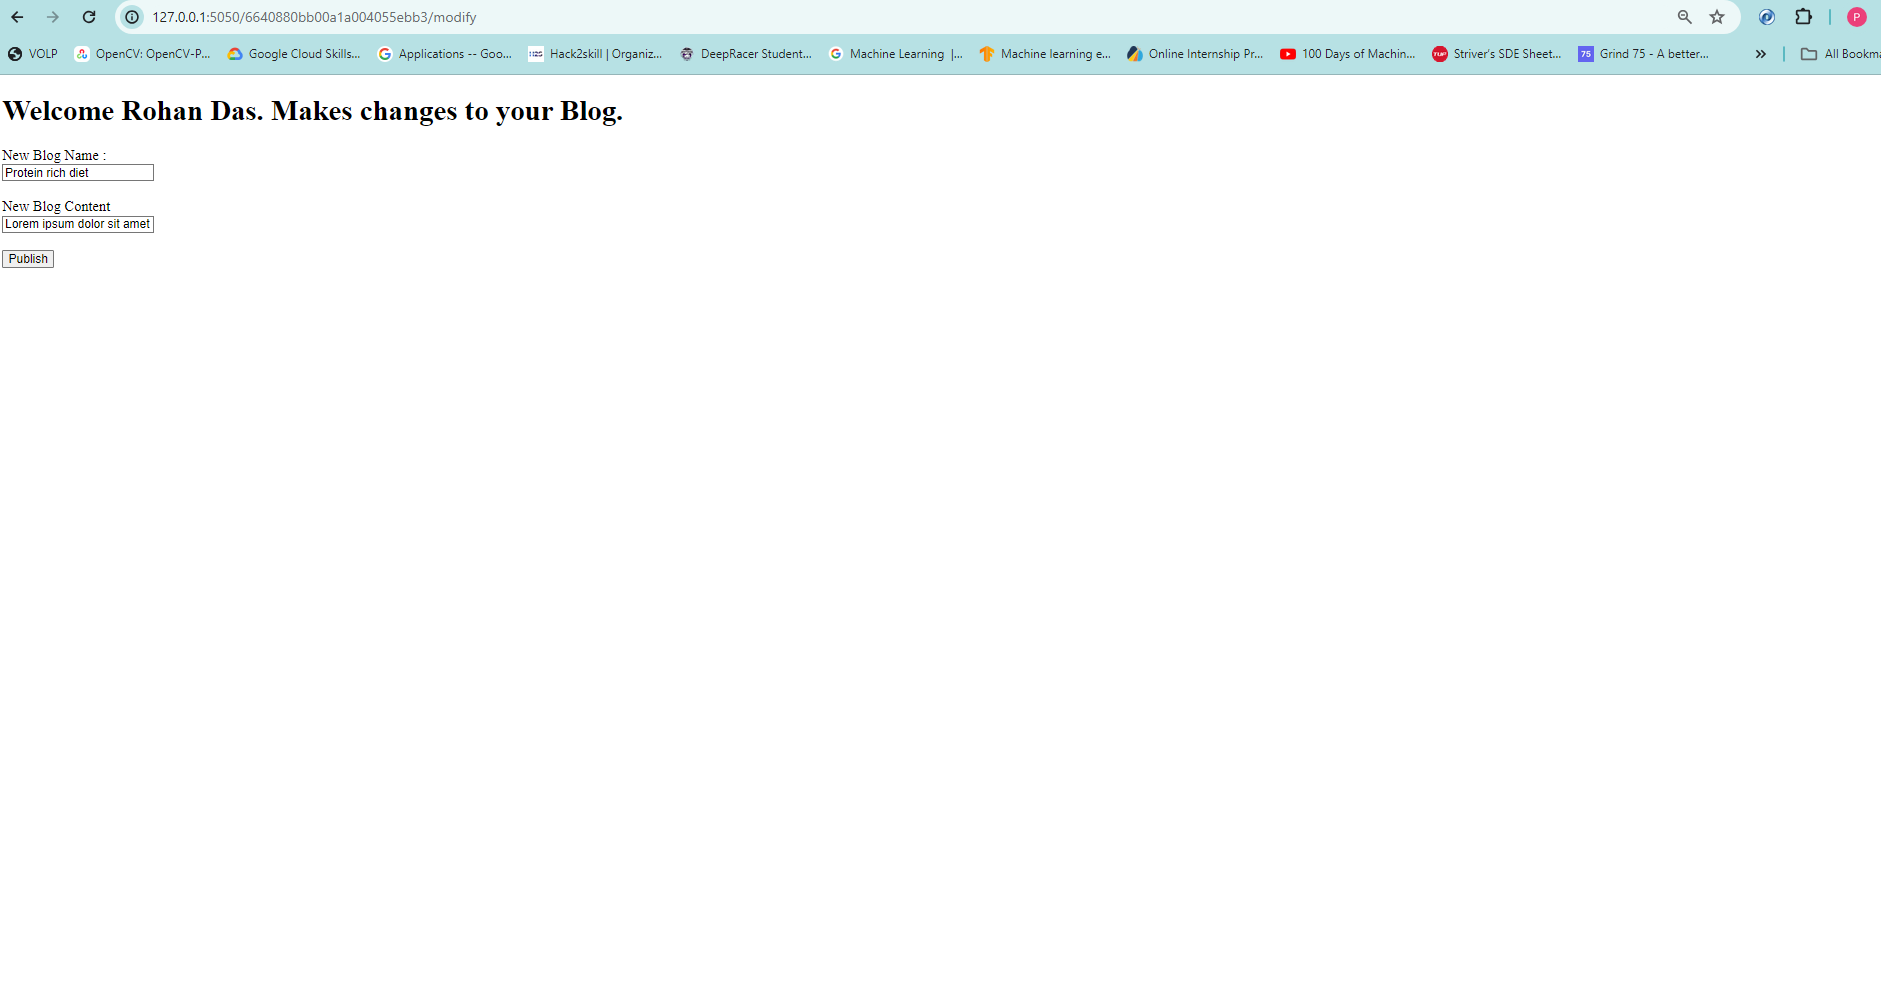 127.0.0.1:5050/6640880bb00a1a004055ebb3/modify
P
VOLP OpenCV: OpenCV-P... Google Cloud Skills... Applications -- Goo... Hack2skill | Organiz... DeepRacer Student... Machine Learning |... Machine learning e... Online Internship Pr... 100 Days of Machin... TUF Striver's SDE Sheet... 75 Grind 75 - A better... » All Bookma
Welcome Rohan Das. Makes changes to your Blog.
New Blog Name :
Protein rich diet
New Blog Content
Lorem ipsum dolor sit amet
Publish